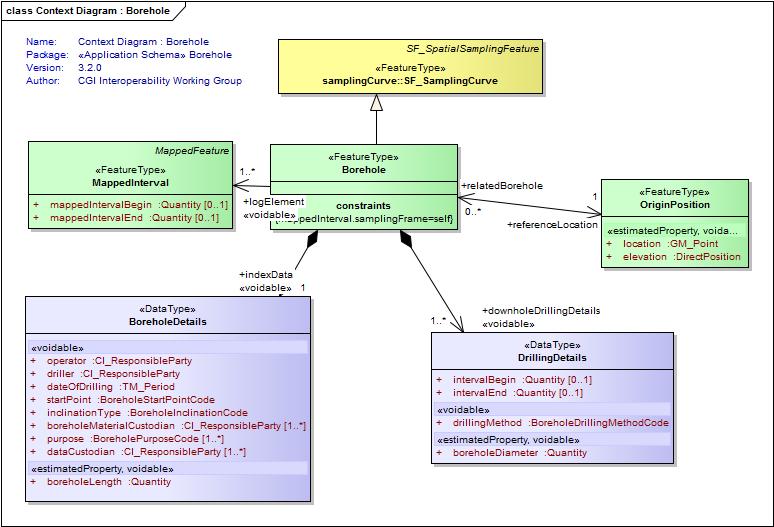 class Context Diagram : Borehole
Name: Context Diagram : Borehole
Package: «Application Schema» Borehole
Version: 3.2.0
Author: CGI Interoperability Working Group
SF_SpatialSamplingFeature
«FeatureType»
samplingCurve::SF_SamplingCurve
MappedFeature
«FeatureType»
MappedInterval
+ mappedIntervalBegin :Quantity [0..1]
+ mappedIntervalEnd :Quantity [0..1]
1..*
+logElement
«voidable»
«FeatureType»
Borehole
constraints
{mappedInterval.samplingFrame=self}
+relatedBorehole
0..*
1
+referenceLocation
«FeatureType»
OriginPosition
«estimatedProperty, voida...
+ location :GM_Point
+ elevation :DirectPosition
+indexData
«voidable» 1
«DataType»
BoreholeDetails
«voidable»
+ operator :CI_ResponsibleParty
+ driller :CI_ResponsibleParty
+ dateOfDrilling :TM_Period
+ startPoint :BoreholeStartPointCode
+ inclinationType :BoreholeInclinationCode
+ boreholeMaterialCustodian :CI_ResponsibleParty [1..*]
+ purpose :BoreholePurposeCode [1..*]
+ dataCustodian :CI_ResponsibleParty [1..*]
«estimatedProperty, voidable»
+ boreholeLength :Quantity
+downholeDrillingDetails
1..* «voidable»
«DataType»
DrillingDetails
+ intervalBegin :Quantity [0..1]
+ intervalEnd :Quantity [0..1]
«voidable»
+ drillingMethod :BoreholeDrillingMethodCode
«estimatedProperty, voidable»
+ boreholeDiameter :Quantity